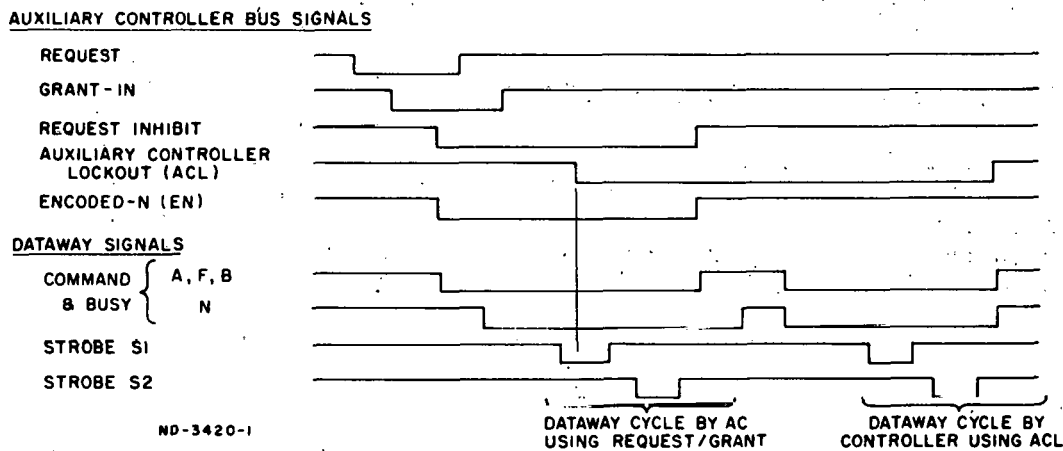 AUXILIARY CONTROLLER BUS SIGNALS
REQUEST
GRANT-IN
REQUEST INHIBIT
AUXILIARY CONTROLLER
LOCKOUT (ACL)
ENCODED-N (EN)
DATAWAY SIGNALS
COMMAND
& BUSY
A, F, B
N
STROBE S1
STROBE S2
DATAWAY CYCLE BY AC
USING REQUEST/GRANT
DATAWAY CYCLE BY
CONTROLLER USING ACL
ND-3420-1